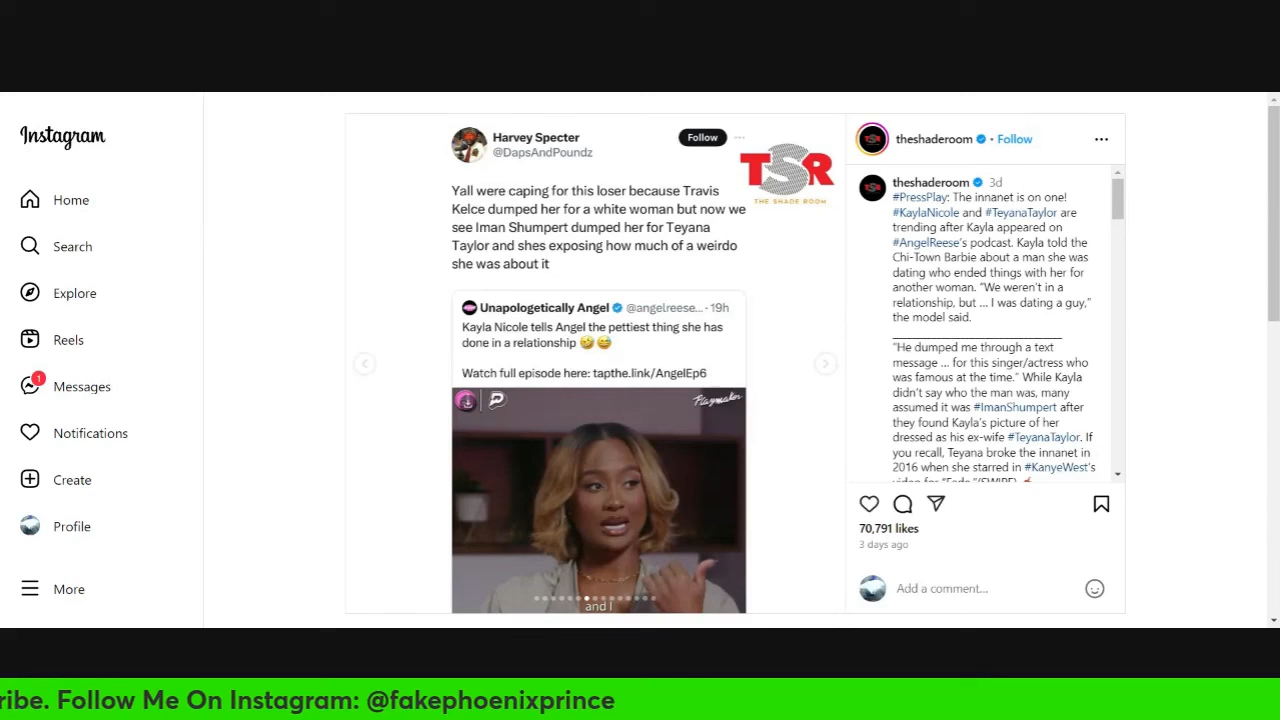 Instagram
Home
Search
Explore
Reels
1
Messages
Notifications
Create
Profile
More
Harvey Specter
@DapsAndPoundz
Follow
TSR
THE SHADE ROOM
Yall were caping for this loser because Travis
Kelce dumped her for a white woman but now we
see Iman Shumpert dumped her for Teyana
Taylor and shes exposing how much of a weirdo
she was about it
Unapologetically Angel @angelreese... · 19h
Kayla Nicole tells Angel the pettiest thing she has
done in a relationship 🤣😅
Watch full episode here: tapthe.link/AngelEp6
Playmaker
and I
theshaderoom • Follow
theshaderoom 3d
#PressPlay: The innanet is on one!
#KaylaNicole and #TeyanaTaylor are
trending after Kayla appeared on
#AngelReese's podcast. Kayla told the
Chi-Town Barbie about a man she was
dating who ended things with her for
another woman. "We weren't in a
relationship, but ... I was dating a guy,"
the model said.
"He dumped me through a text
message ... for this singer/actress who
was famous at the time." While Kayla
didn't say who the man was, many
assumed it was #ImanShumpert after
they found Kayla's picture of her
dressed as his ex-wife #TeyanaTaylor. If
you recall, Teyana broke the innanet in
2016 when she starred in #KanyeWest's
video for "Fade."(SWIPE)
70,791 likes
3 days ago
Add a comment...
ribe. Follow Me On Instagram: @fakephoenixprince